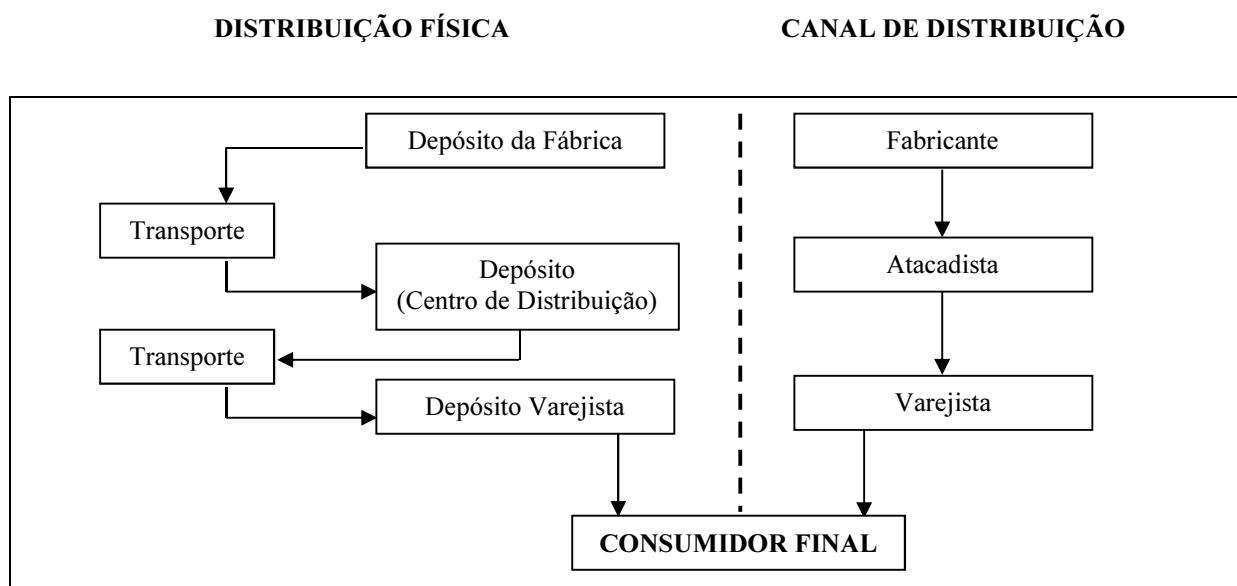 DISTRIBUIÇÃO FÍSICA
CANAL DE DISTRIBUIÇÃO
Depósito da Fábrica
Transporte
Depósito
(Centro de Distribuição)
Transporte
Depósito Varejista
Fabricante
Atacadista
Varejista
CONSUMIDOR FINAL